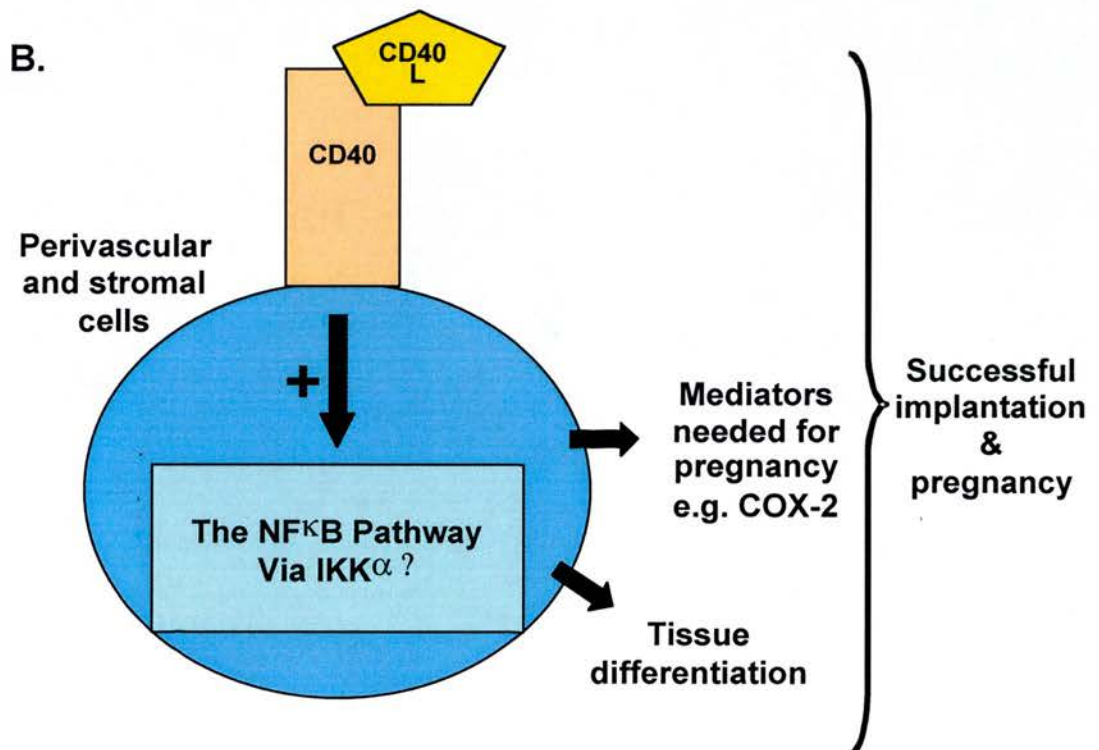 B.
CD40
L
CD40
Perivascular
and stromal
cells
+
The NFκB Pathway
Via IKKα ?
Mediators
needed for
pregnancy
e.g. COX-2
Tissue
differentiation
Successful
implantation
&
pregnancy